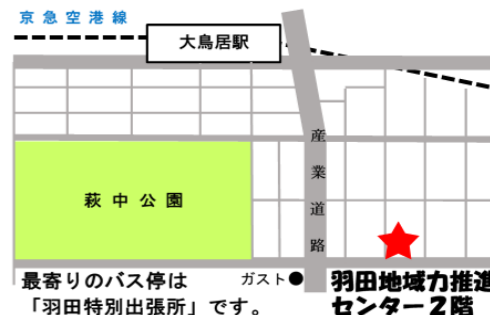 京急空港線
大鳥居駅
産業道路
萩中公園
最寄りのバス停は
「羽田特別出張所」です。
ガスト●
羽田地域力推進
センター2階